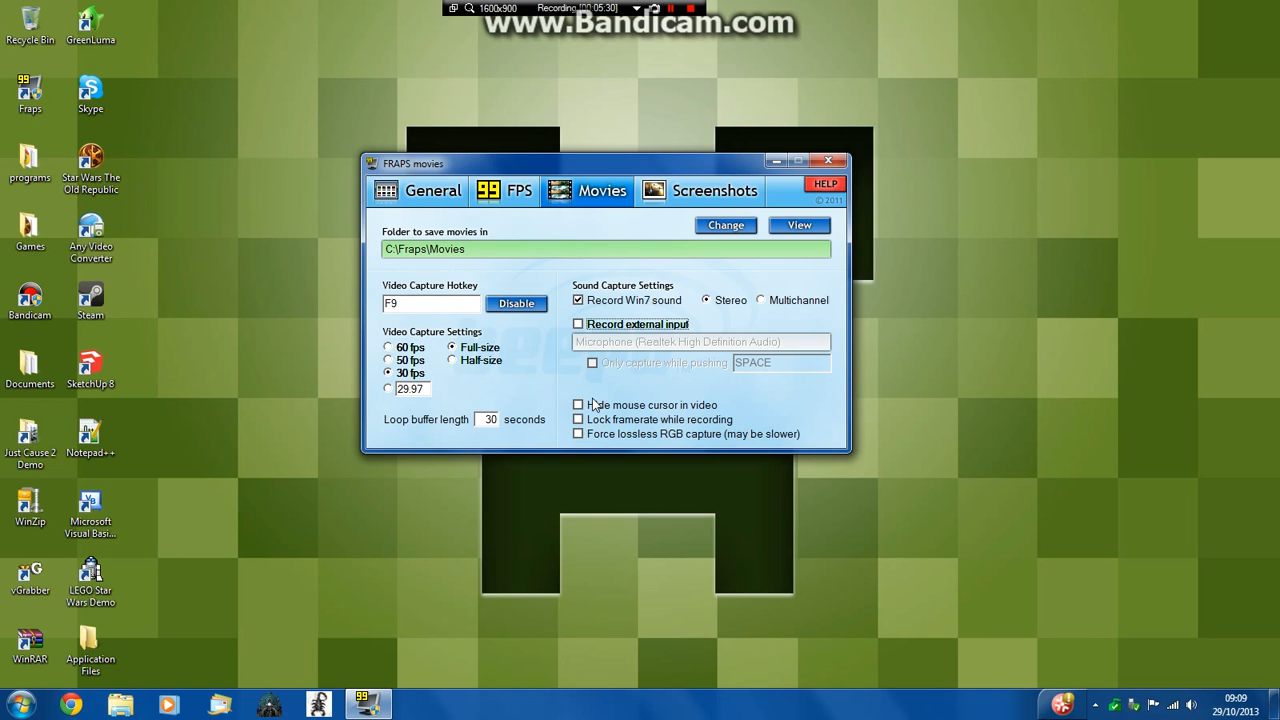 1600x900
Recording [00:05:30]
www.Bandicam.com
Recycle Bin
GreenLuma
99
Fraps
Skype
programs
Star Wars The
Old Republic
Games
Any Video
Converter
Bandicam
Steam
Documents
SketchUp 8
Just Cause 2
Demo
Notepad++
WinZip
Microsoft
Visual Basi...
vGrabber
LEGO Star
Wars Demo
WinRAR
Application
Files
FRAPS movies
General
99 FPS
Movies
Screenshots
HELP
© 2011
Folder to save movies in
Change
View
C:\Fraps\Movies
Video Capture Hotkey
F9
Disable
Video Capture Settings
60 fps
Full-size
50 fps
Half-size
30 fps
29.97
Loop buffer length 30 seconds
Sound Capture Settings
Record Win7 sound
Stereo
Multichannel
Record external input
Microphone (Realtek High Definition Audio)
Only capture while pushing
SPACE
Hide mouse cursor in video
Lock framerate while recording
Force lossless RGB capture (may be slower)
99
09:09
29/10/2013